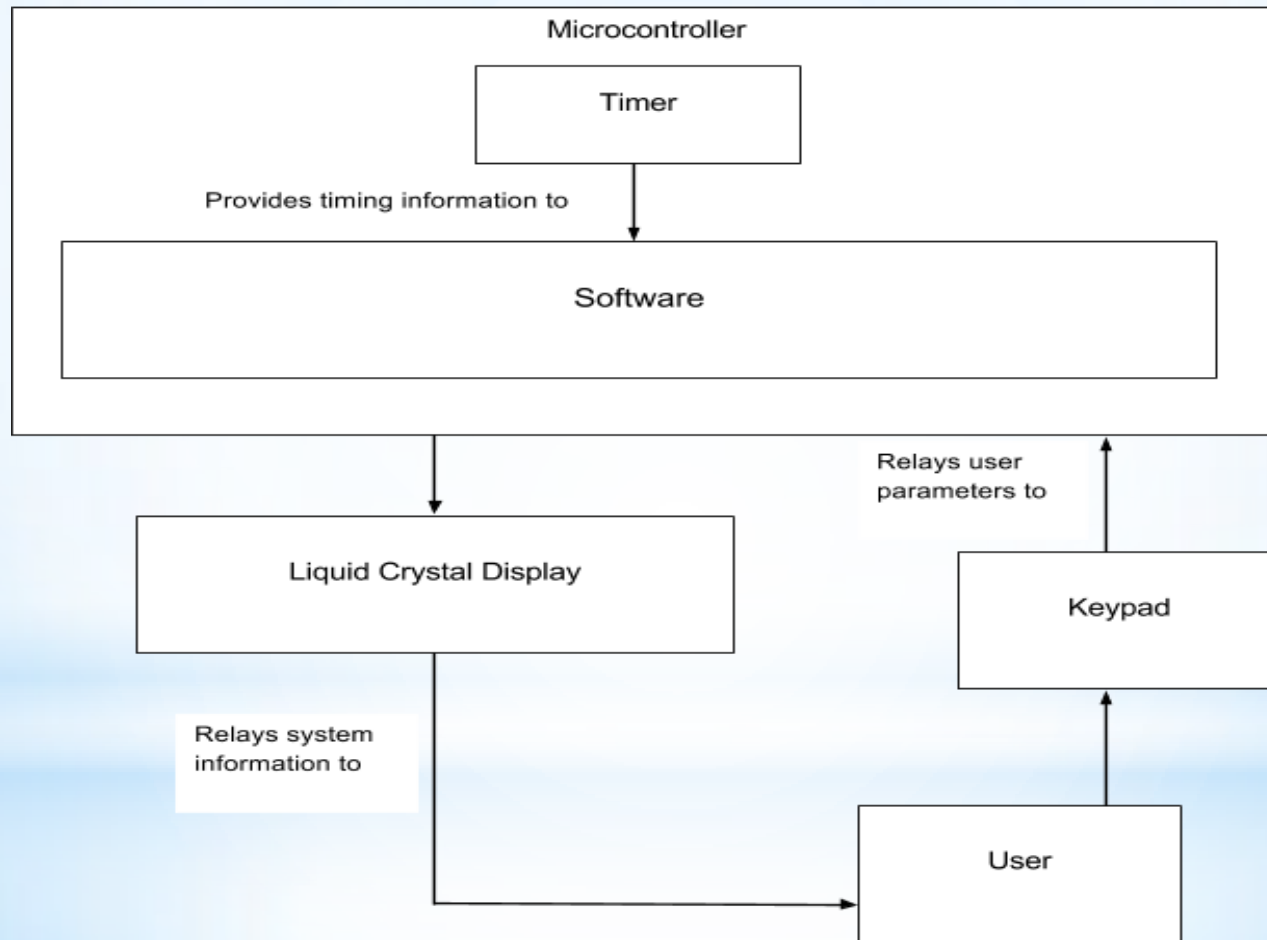 Microcontroller
Timer
Provides timing information to
Software
Relays user
parameters to
Liquid Crystal Display
Keypad
Relays system
information to
User